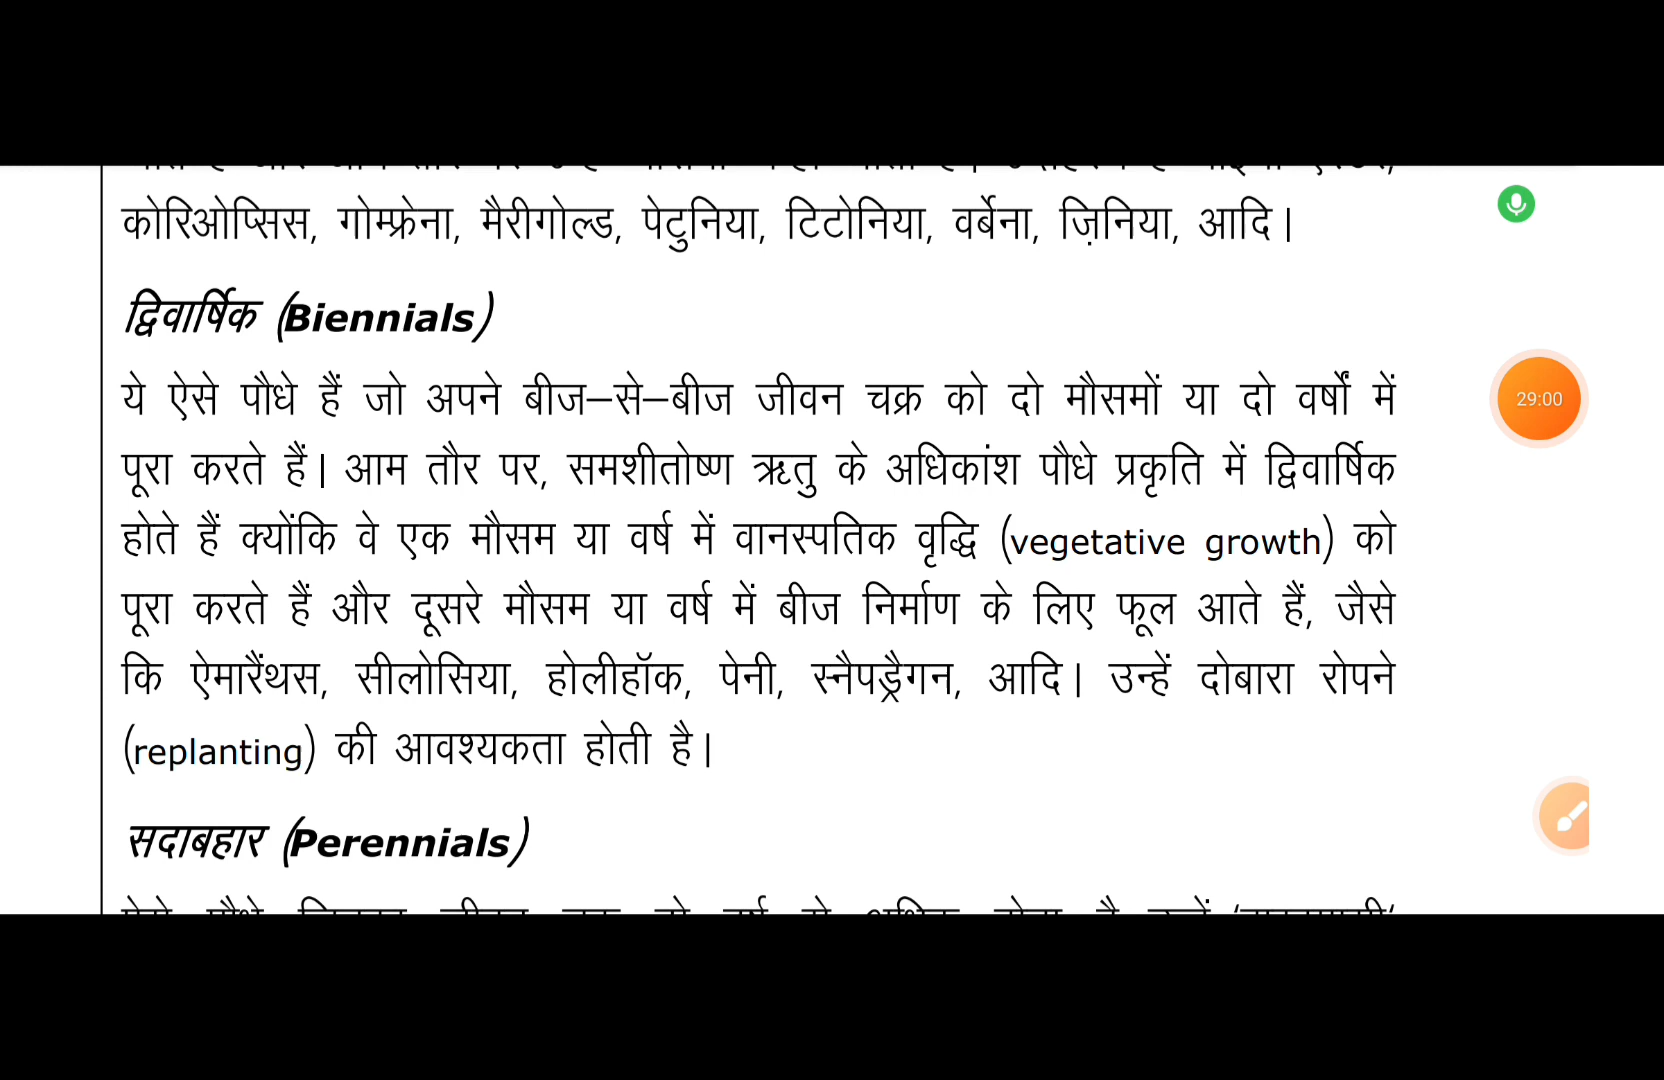 कोरिओप्सिस, गोम्फ्रेना, मैरीगोल्ड, पेटुनिया, टिटोनिया, वर्बेना, ज़िनिया, आदि।
द्विवार्षिक (Biennials)
ये ऐसे पौधे हैं जो अपने बीज–से–बीज जीवन चक्र को दो मौसमों या दो वर्षों में
29:00
पूरा करते हैं। आम तौर पर, समशीतोष्ण ऋतु के अधिकांश पौधे प्रकृति में द्विवार्षिक
होते हैं क्योंकि वे एक मौसम या वर्ष में वानस्पतिक वृद्धि (vegetative growth) को
पूरा करते हैं और दूसरे मौसम या वर्ष में बीज निर्माण के लिए फूल आते हैं, जैसे
कि ऐमारैंथस, सीलोसिया, होलीहॉक, पेनी, स्नैपड्रैगन, आदि। उन्हें दोबारा रोपने
(replanting) की आवश्यकता होती है।
सदाबहार (Perennials)